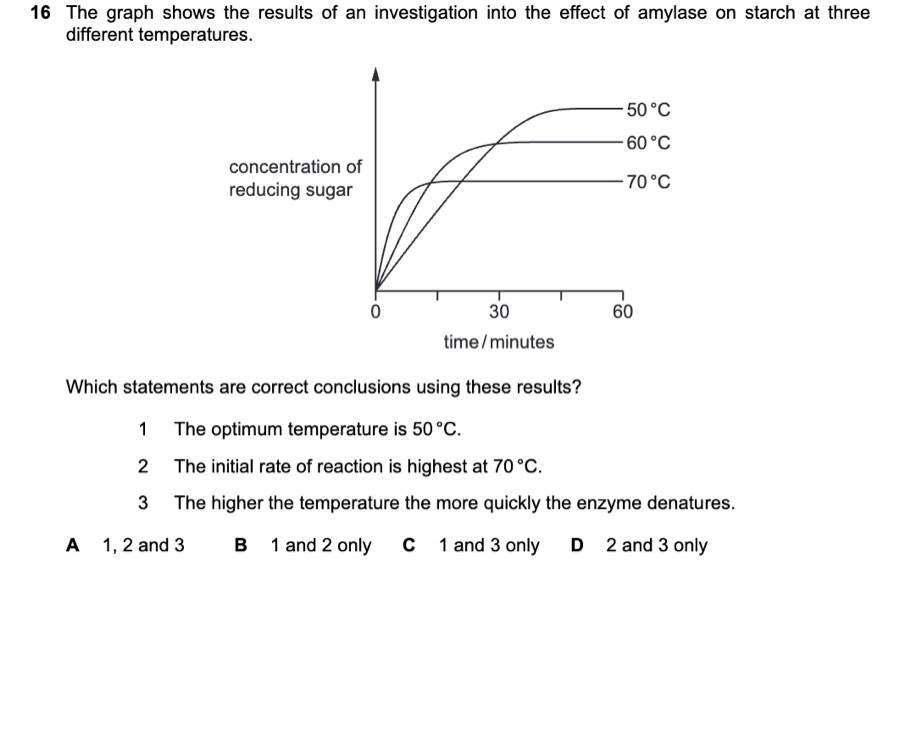 16 The graph shows the results of an investigation into the effect of amylase on starch at three
different temperatures.
50 °C
60 °C
concentration of
reducing sugar
70 °C
0 30 60
time / minutes
Which statements are correct conclusions using these results?
1 The optimum temperature is 50 °C.
2 The initial rate of reaction is highest at 70 °C.
3 The higher the temperature the more quickly the enzyme denatures.
A 1, 2 and 3 B 1 and 2 only C 1 and 3 only D 2 and 3 only